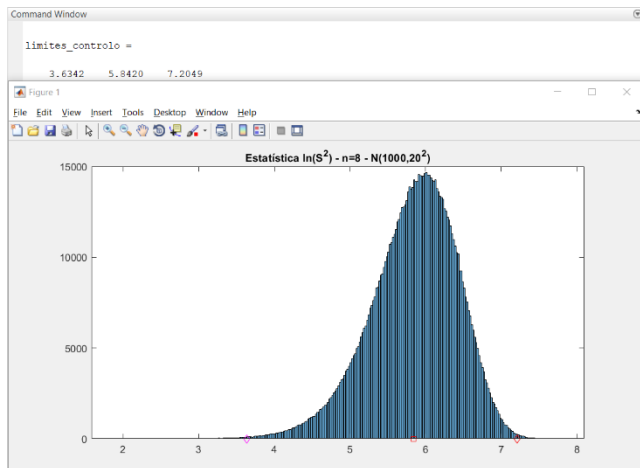 Command Window
limites_controlo =
3.6342 5.8420 7.2049
Figure 1
File Edit View Insert Tools Desktop Window Help
Estatística ln(S²) - n=8 - N(1000,20²)
15000
10000
5000
0
2 3 4 5 6 7 8